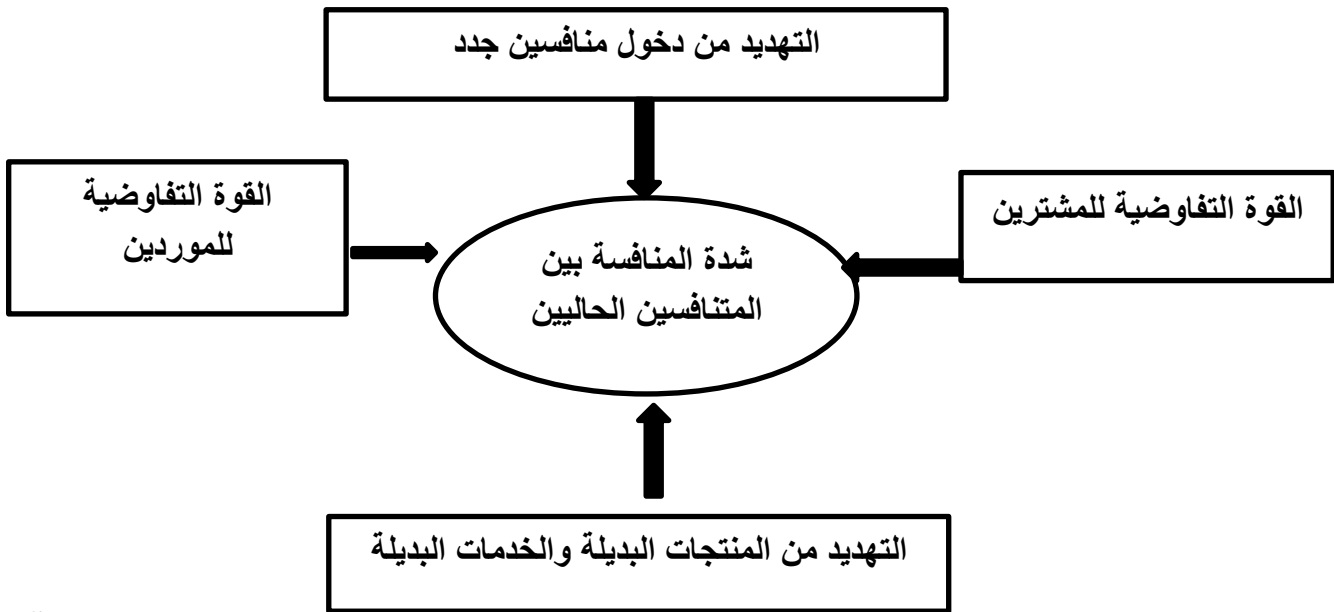 التهديد من دخول منافسين جدد
القوة التفاوضية للمشترين
القوة التفاوضية
للموردين
شدة المنافسة بين
المتنافسين الحاليين
التهديد من المنتجات البديلة والخدمات البديلة